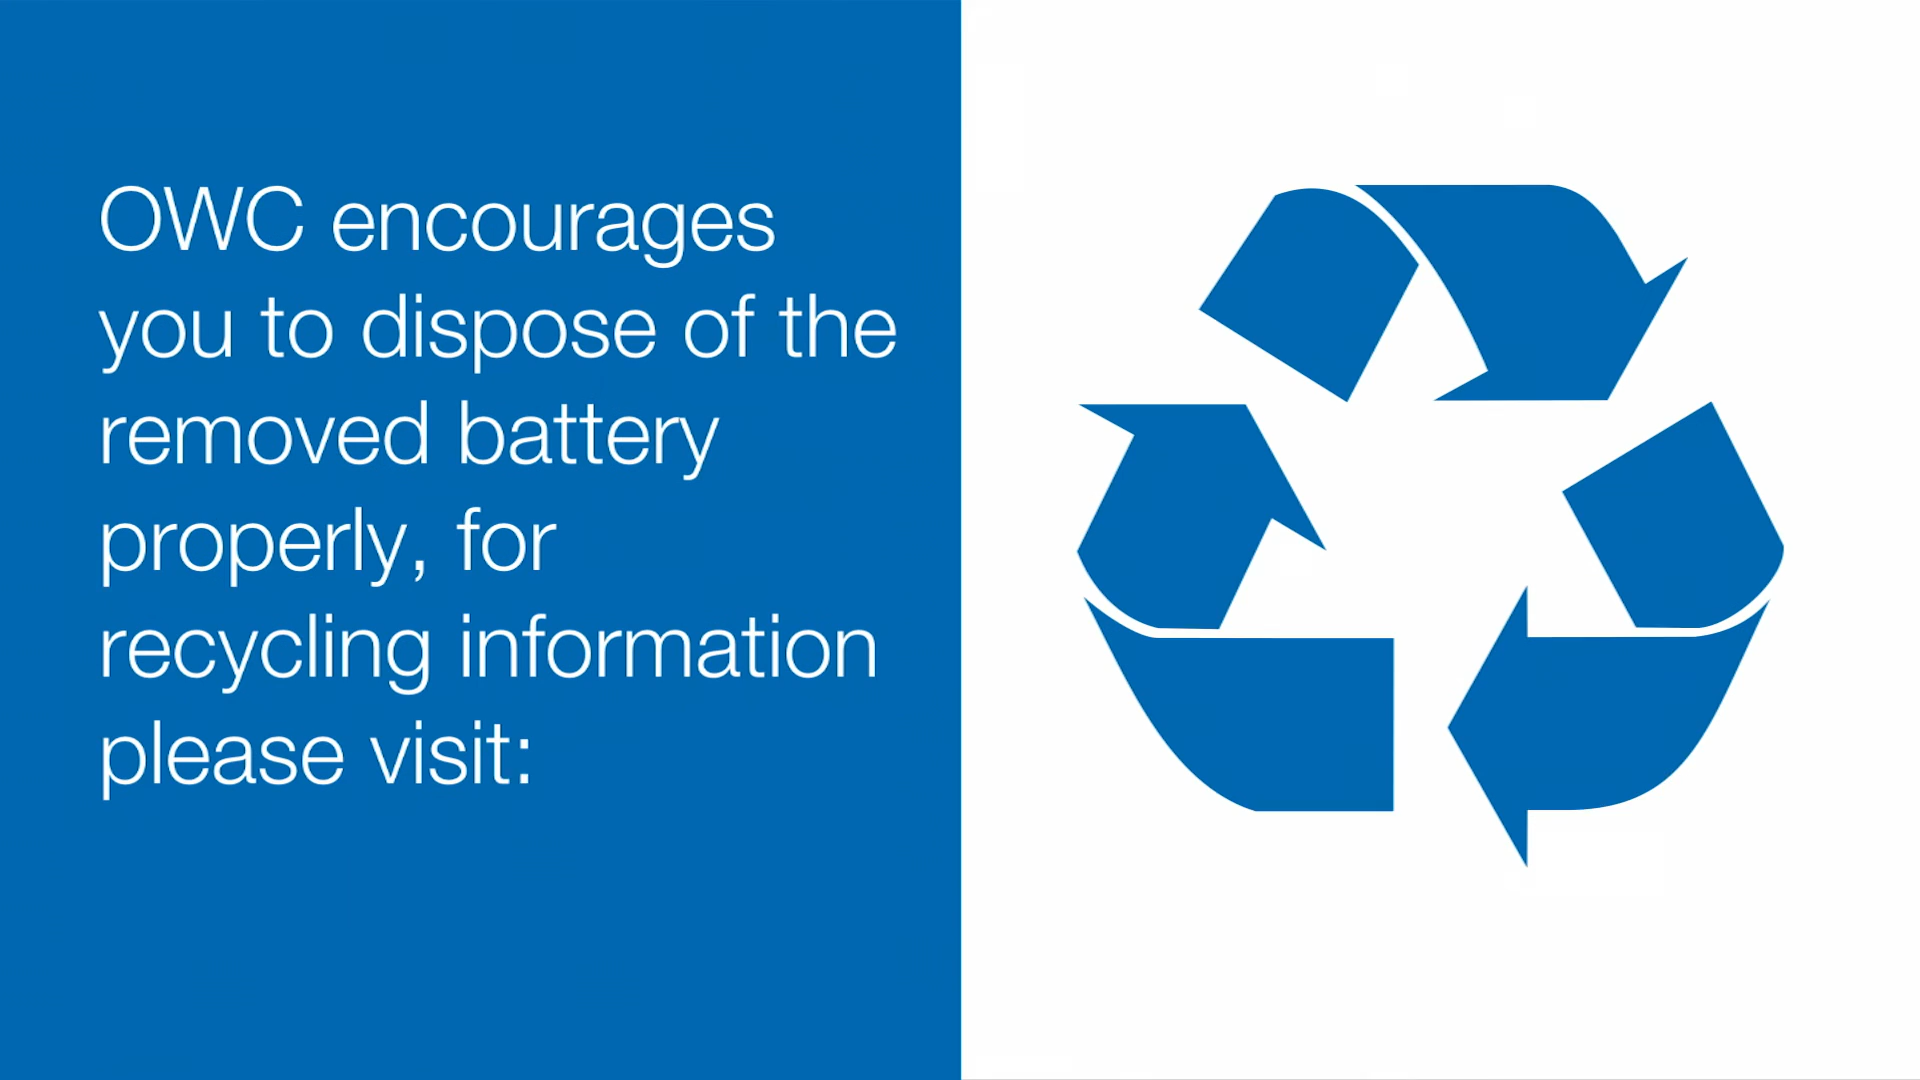 OWC encourages
you to dispose of the
removed battery
properly, for
recycling information
please visit: